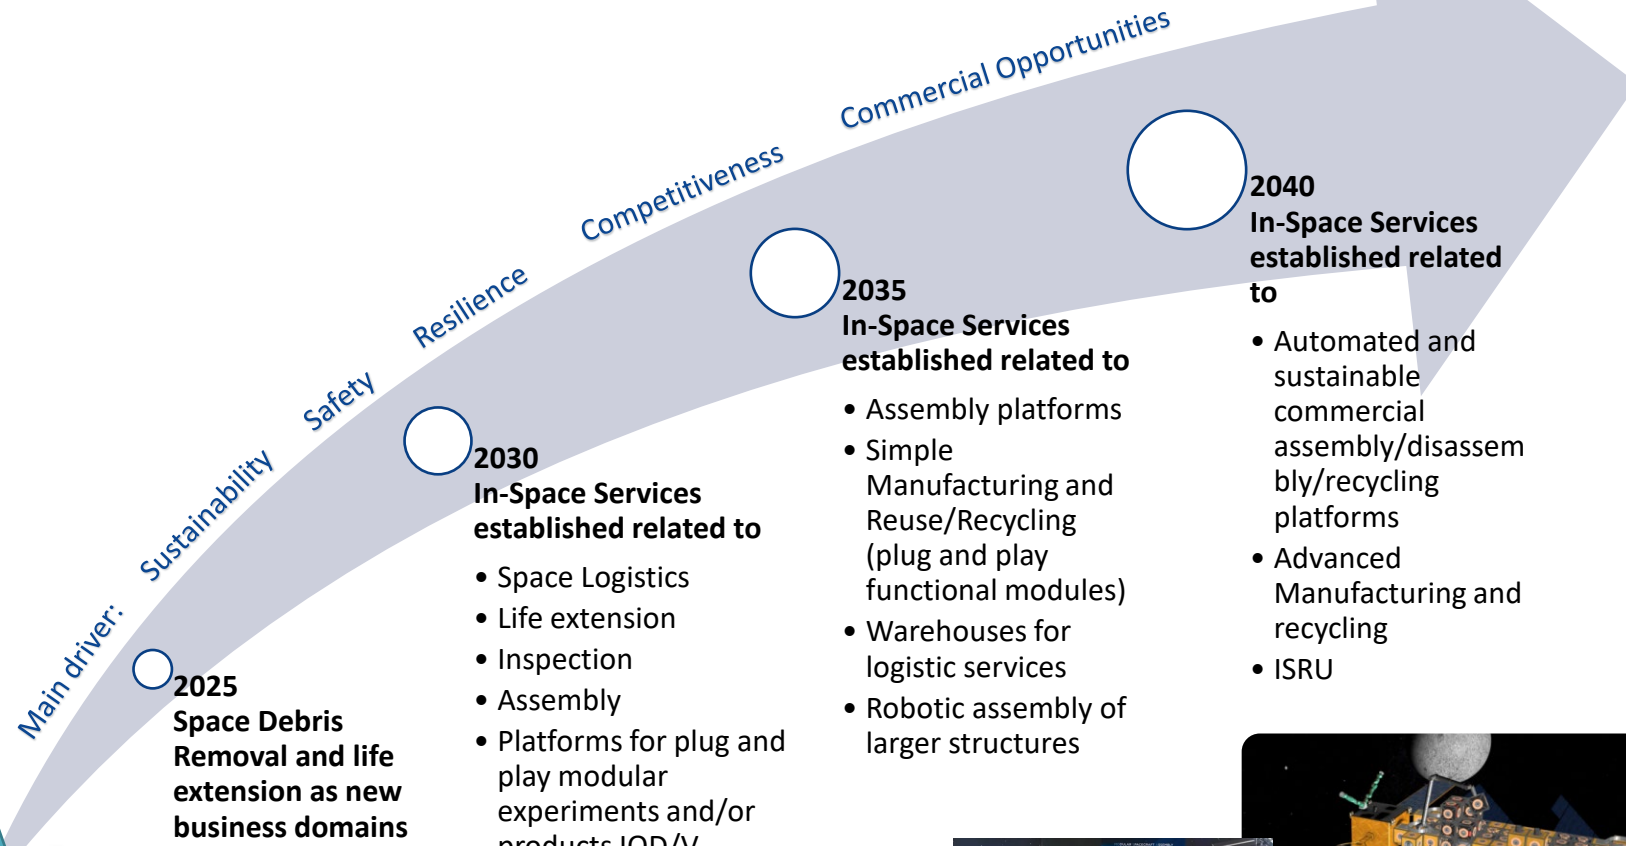 Main driver:
Sustainability
Safety
Resilience
Competitiveness
Commercial Opportunities
2025
Space Debris
Removal and life
extension as new
business domains
2030
In-Space Services
established related to
• Space Logistics
• Life extension
• Inspection
• Assembly
• Platforms for plug and
play modular
experiments and/or
products IOD/V
2035
In-Space Services
established related to
• Assembly platforms
• Simple
Manufacturing and
Reuse/Recycling
(plug and play
functional modules)
• Warehouses for
logistic services
• Robotic assembly of
larger structures
2040
In-Space Services
established related
to
• Automated and
sustainable
commercial
assembly/disassem
bly/recycling
platforms
• Advanced
Manufacturing and
recycling
• ISRU